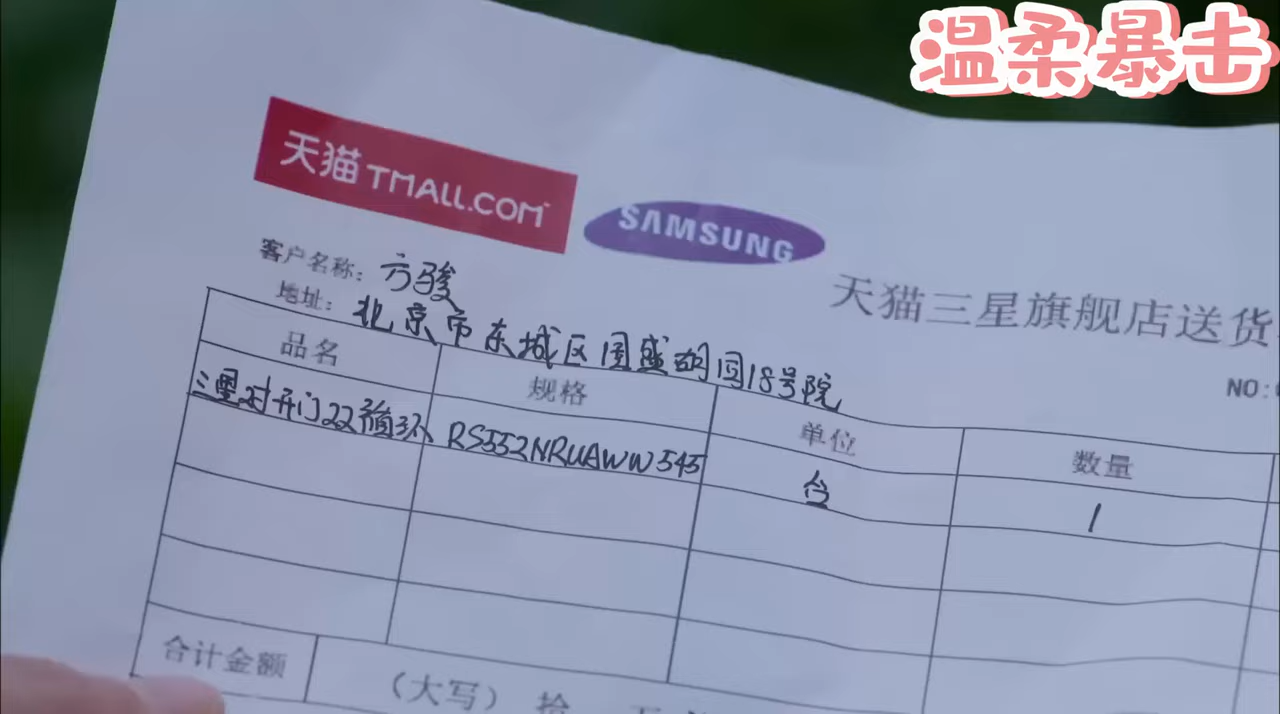 温柔暴击
天猫 TMALL.COM
SAMSUNG
客户名称：方骏
天猫三星旗舰店送货
地址：北京市东城区国盛胡同18号院
NO:
品名 规格 单位 数量
三星对开门双循环 RS552NRUAWW545 台 1
合计金额 （大写） 拾